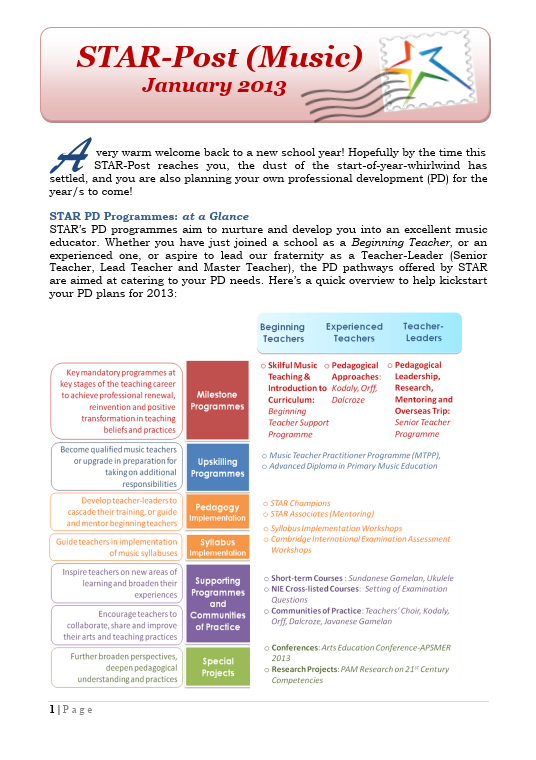 STAR-Post (Music)
January 2013
A very warm welcome back to a new school year! Hopefully by the time this
STAR-Post reaches you, the dust of the start-of-year-whirlwind has
settled, and you are also planning your own professional development (PD) for the
year/s to come!
STAR PD Programmes: at a Glance
STAR's PD programmes aim to nurture and develop you into an excellent music
educator. Whether you have just joined a school as a Beginning Teacher, or an
experienced one, or aspire to lead our fraternity as a Teacher-Leader (Senior
Teacher, Lead Teacher and Master Teacher), the PD pathways offered by STAR
are aimed at catering to your PD needs. Here's a quick overview to help kickstart
your PD plans for 2013:
Beginning
Teachers
Experienced
Teachers
Teacher-
Leaders
Key mandatory programmes at
key stages of the teaching career
to achieve professional renewal,
reinvention and positive
transformation in teaching
beliefs and practices
Milestone
Programmes
o Skilful Music
Teaching &
Introduction to
Curriculum:
Beginning
Teacher Support
Programme
o Pedagogical
Approaches:
Kodaly, Orff,
Dalcroze
o Pedagogical
Leadership,
Research,
Mentoring and
Overseas Trip:
Senior Teacher
Programme
Become qualified music teachers
or upgrade in preparation for
taking on additional
responsibilities
Upskilling
Programmes
o Music Teacher Practitioner Programme (MTPP),
o Advanced Diploma in Primary Music Education
Develop teacher-leaders to
cascade their training, or guide
and mentor beginning teachers
Pedagogy
Implementation
o STAR Champions
o STAR Associates (Mentoring)
Guide teachers in implementation
of music syllabuses
Syllabus
Implementation
o Syllabus Implementation Workshops
o Cambridge International Examination Assessment
Workshops
Inspire teachers on new areas of
learning and broaden their
experiences
Encourage teachers to
collaborate, share and improve
their arts and teaching practices
Supporting
Programmes
and
Communities
of Practice
o Short-term Courses : Sundanese Gamelan, Ukulele
o NIE Cross-listed Courses: Setting of Examination
Questions
o Communities of Practice: Teachers' Choir, Kodaly,
Orff, Dalcroze, Javanese Gamelan
Further broaden perspectives,
deepen pedagogical
understanding and practices
Special
Projects
o Conferences: Arts Education Conference-APSMER
2013
o Research Projects: PAM Research on 21st Century
Competencies
1 | Page